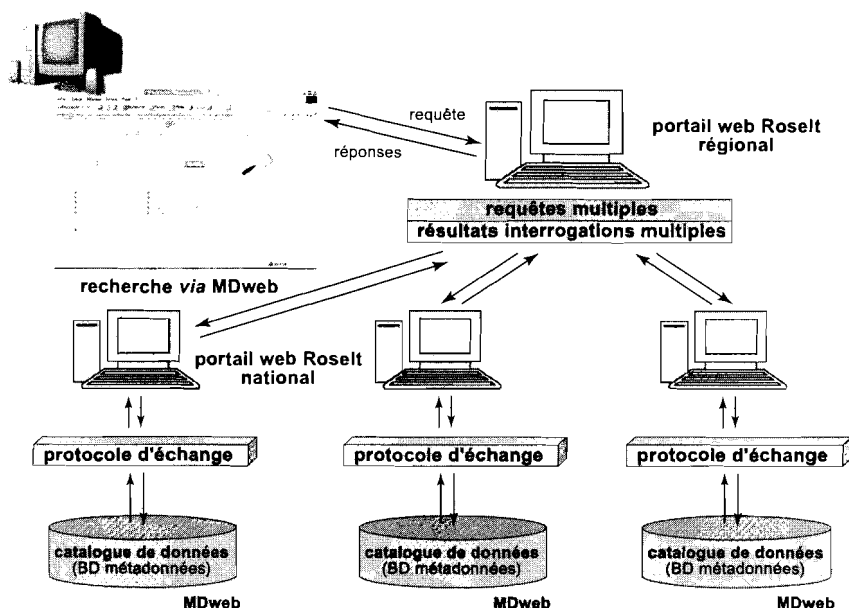 requête
réponses
portail web Roselt
régional
requêtes multiples
résultats interrogations multiples
recherche via MDweb
portail web Roselt
national
protocole d'échange
protocole d'échange
protocole d'échange
catalogue de données
(BD métadonnées)
catalogue de données
(BD métadonnées)
catalogue de données
(BD métadonnées)
MDweb
MDweb
MDweb